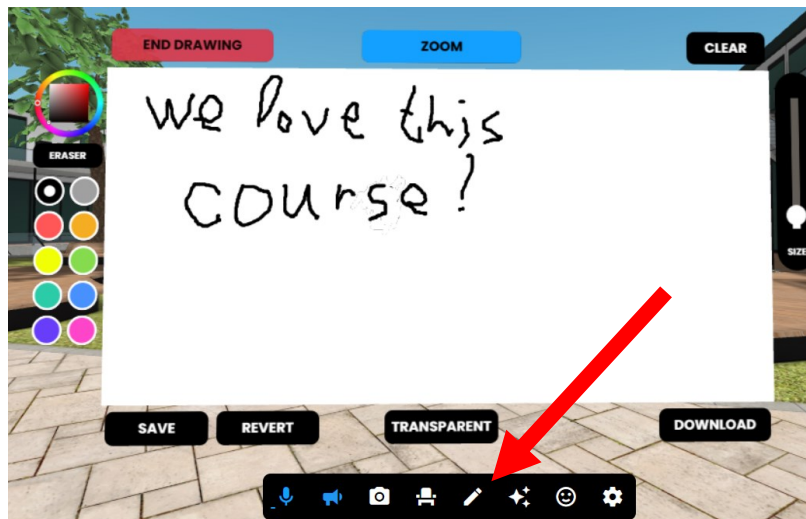 END DRAWING
ZOOM
CLEAR
we love this
course!
ERASER
SIZE
SAVE
REVERT
TRANSPARENT
DOWNLOAD